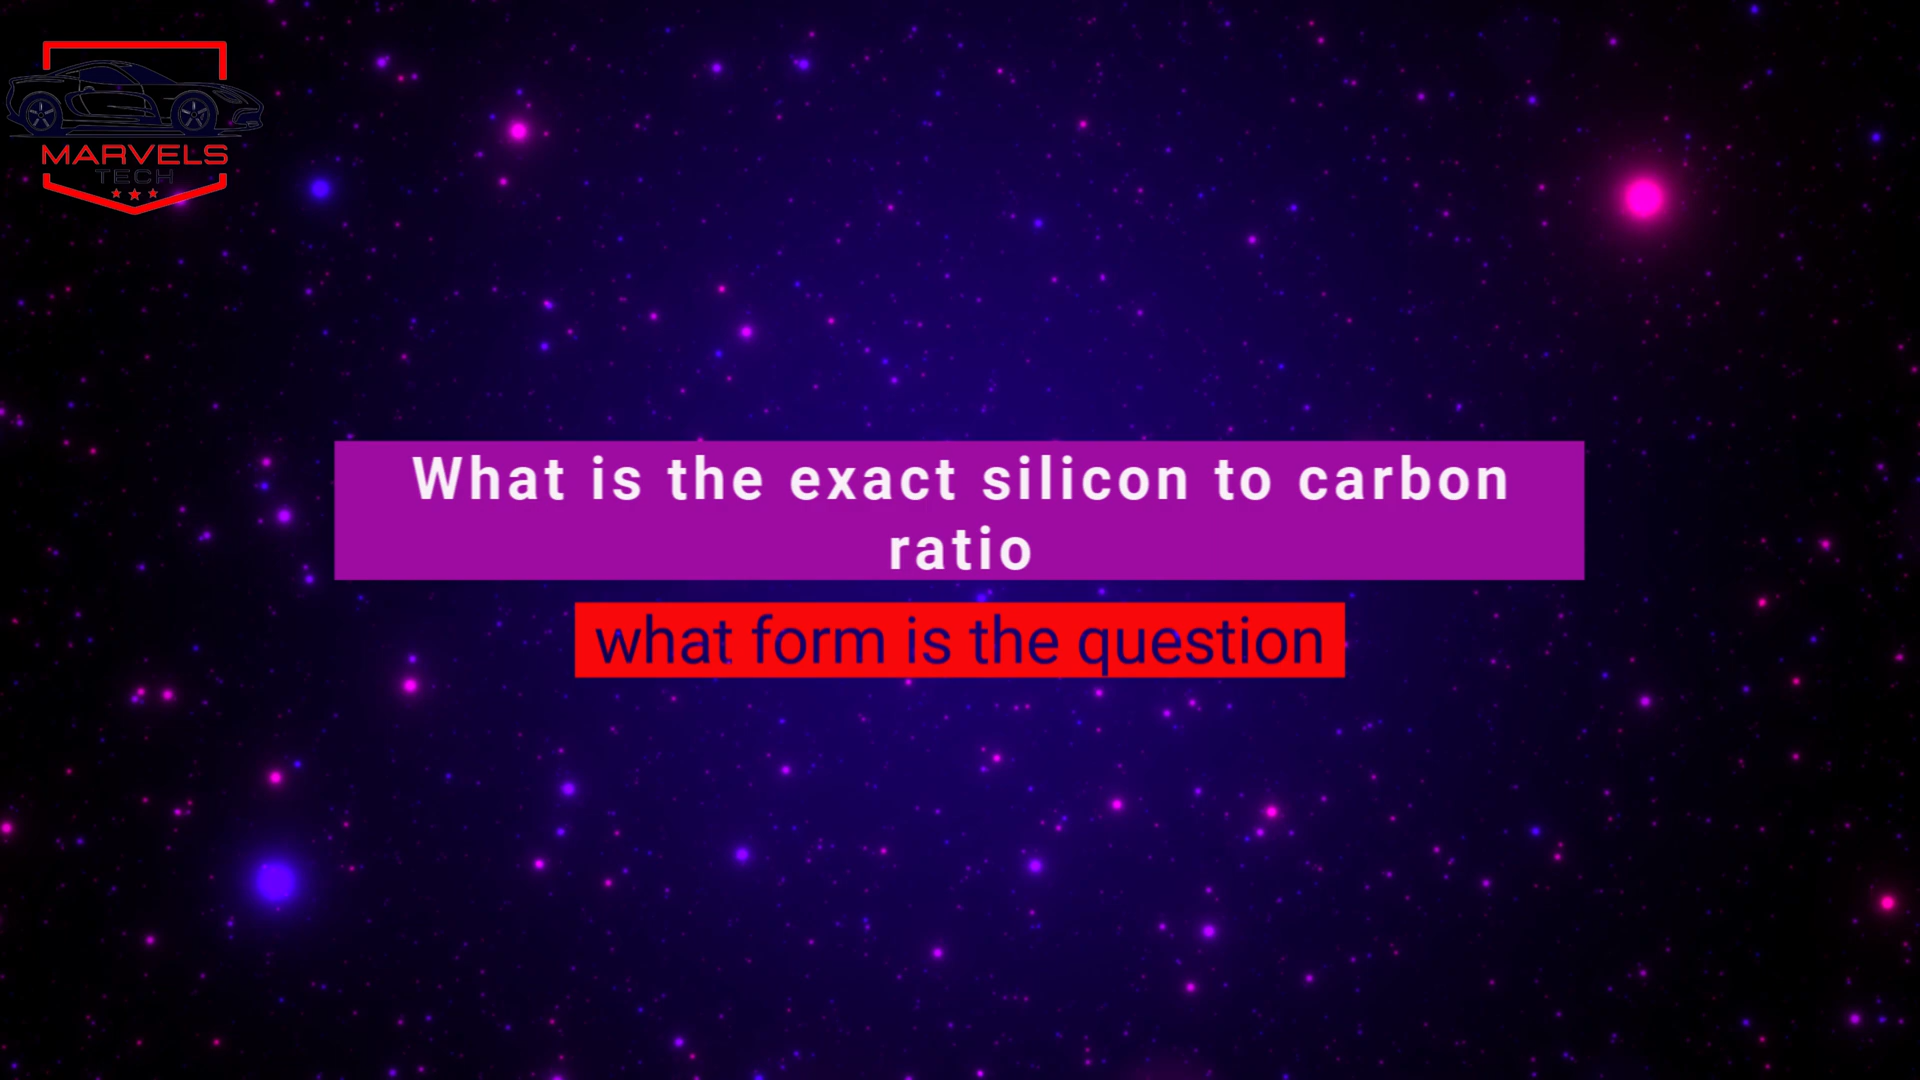 MARVELS
TECH
What is the exact silicon to carbon
ratio
what form is the question